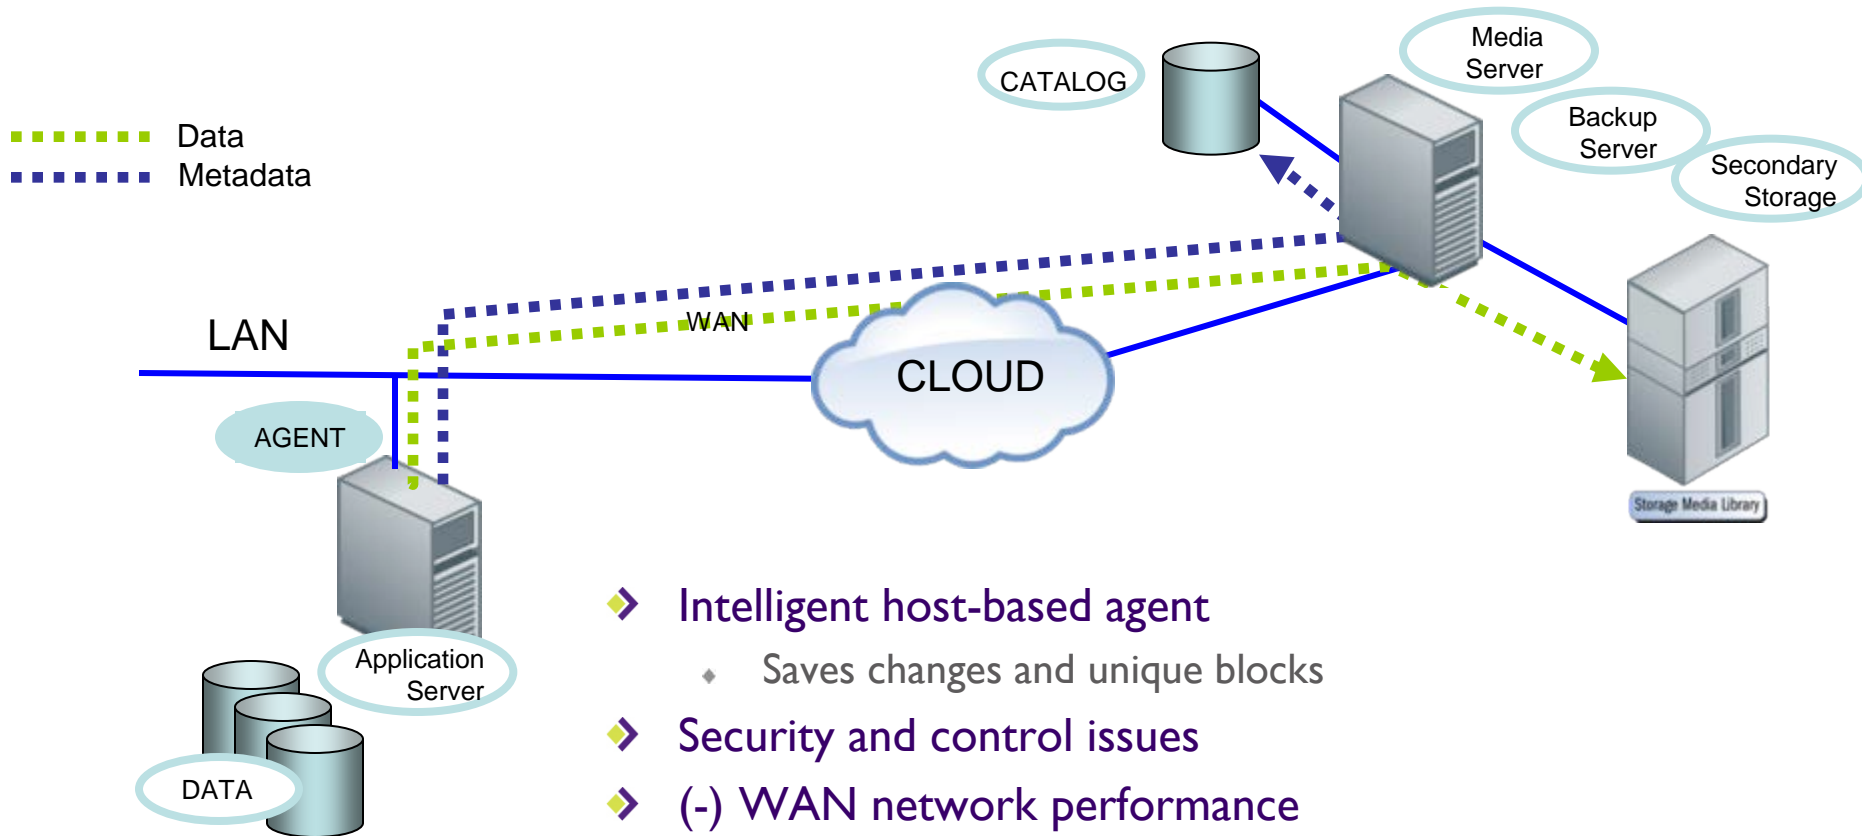 Media
Server
CATALOG
Backup
Server
Data
Metadata
Secondary
Storage
LAN
WAN
CLOUD
AGENT
Storage Media Library
Application
Server
DATA
Intelligent host-based agent
Saves changes and unique blocks
Security and control issues
(-) WAN network performance